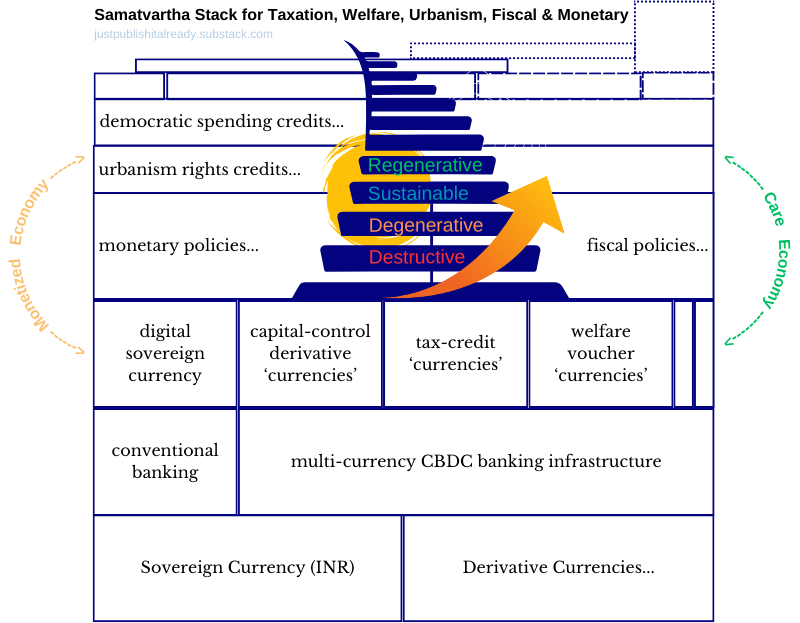 Samatvartha Stack for Taxation, Welfare, Urbanism, Fiscal & Monetary
justpublishitalready.substack.com
democratic spending credits...
urbanism rights credits...
Regenerative
Sustainable
Degenerative
Destructive
monetary policies...
fiscal policies...
Monetized Economy
Care Economy
digital
sovereign
currency
capital-control
derivative
‘currencies’
tax-credit
‘currencies’
welfare
voucher
‘currencies’
conventional
banking
multi-currency CBDC banking infrastructure
Sovereign Currency (INR)
Derivative Currencies...